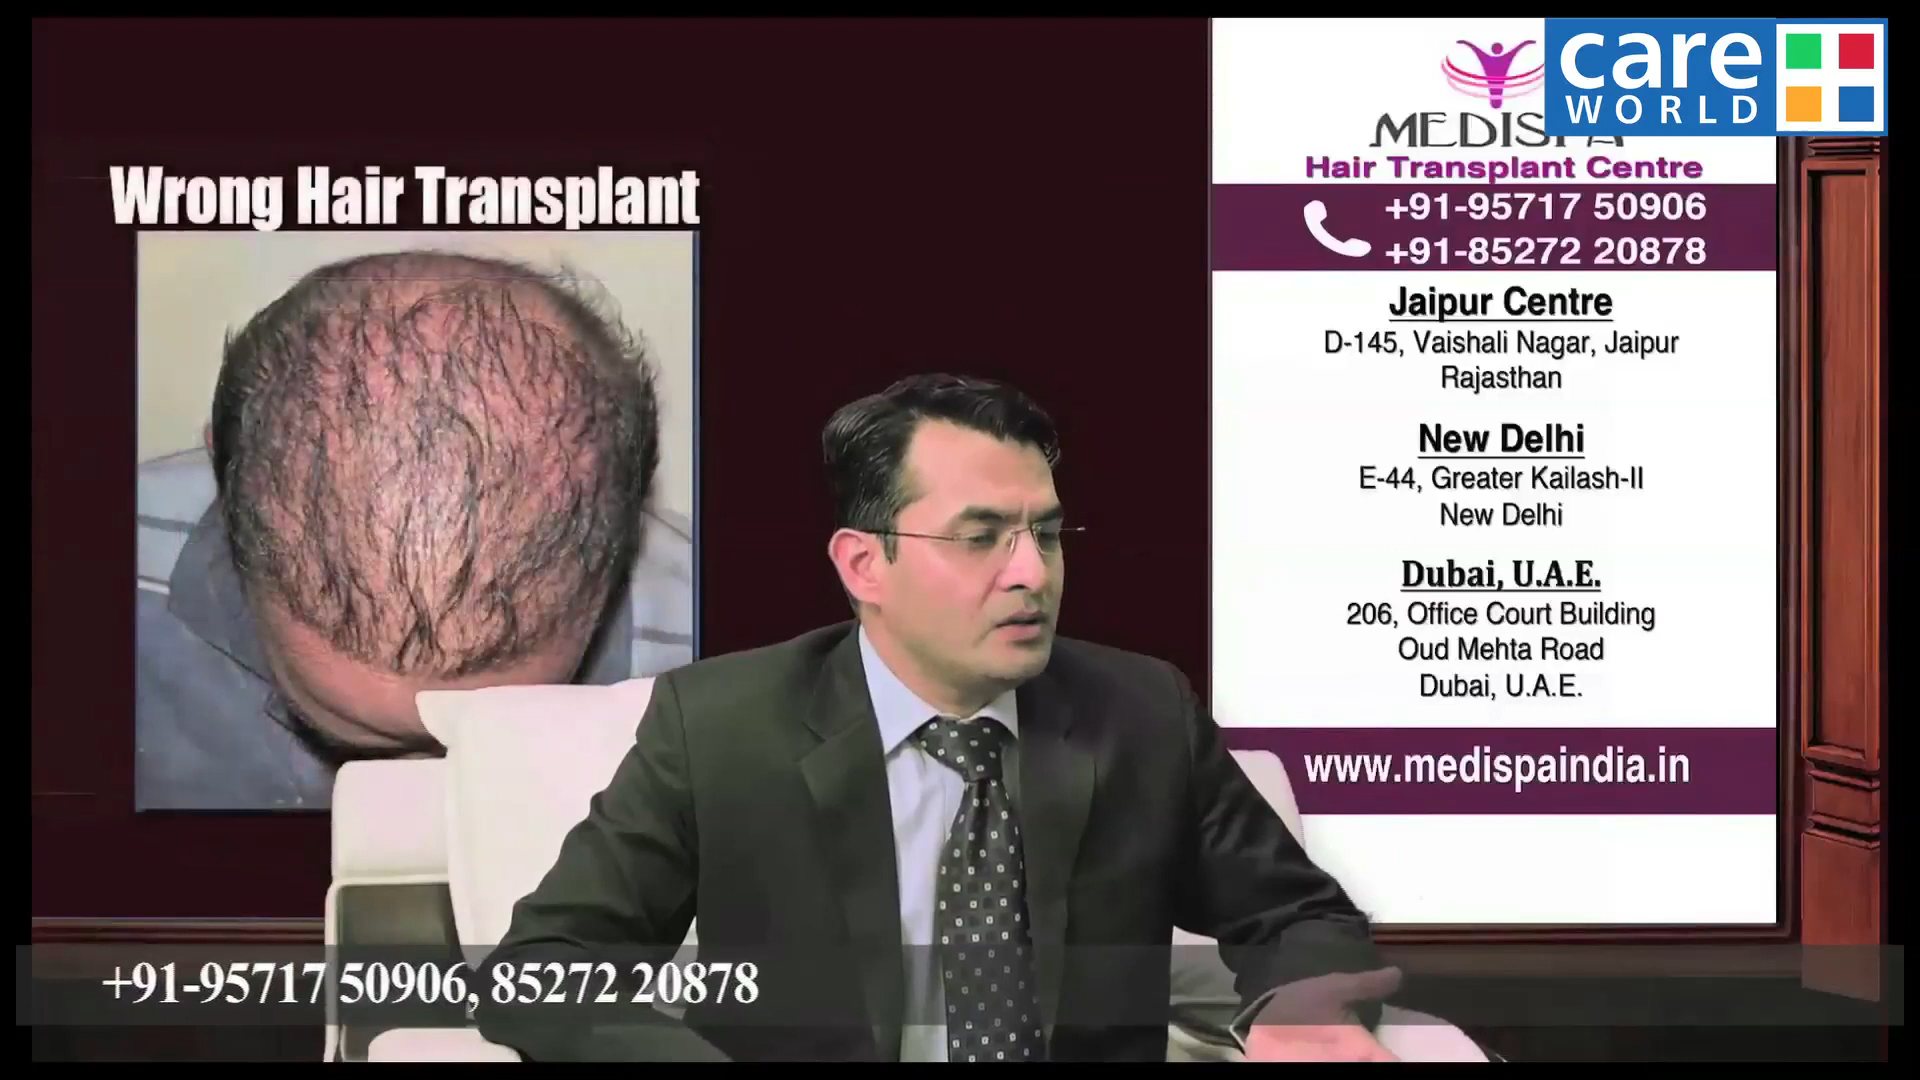 care
WORLD
MEDISPA
Hair Transplant Centre
+91-95717 50906
+91-85272 20878
Wrong Hair Transplant
Jaipur Centre
D-145, Vaishali Nagar, Jaipur
Rajasthan
New Delhi
E-44, Greater Kailash-II
New Delhi
Dubai, U.A.E.
206, Office Court Building
Oud Mehta Road
Dubai, U.A.E.
www.medispaindia.in
+91-95717 50906, 85272 20878